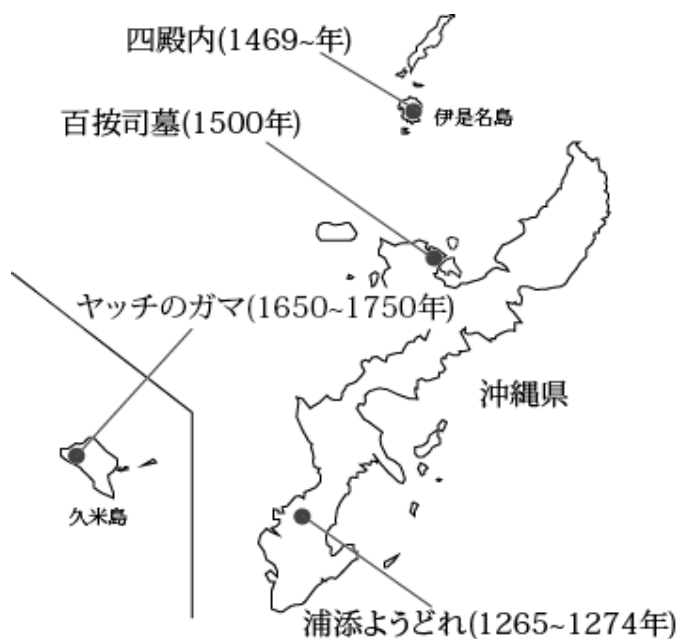 四殿内(1469~年)
伊是名島
百按司墓(1500年)
ヤッチのガマ(1650~1750年)
沖縄県
久米島
浦添ようどれ(1265~1274年)